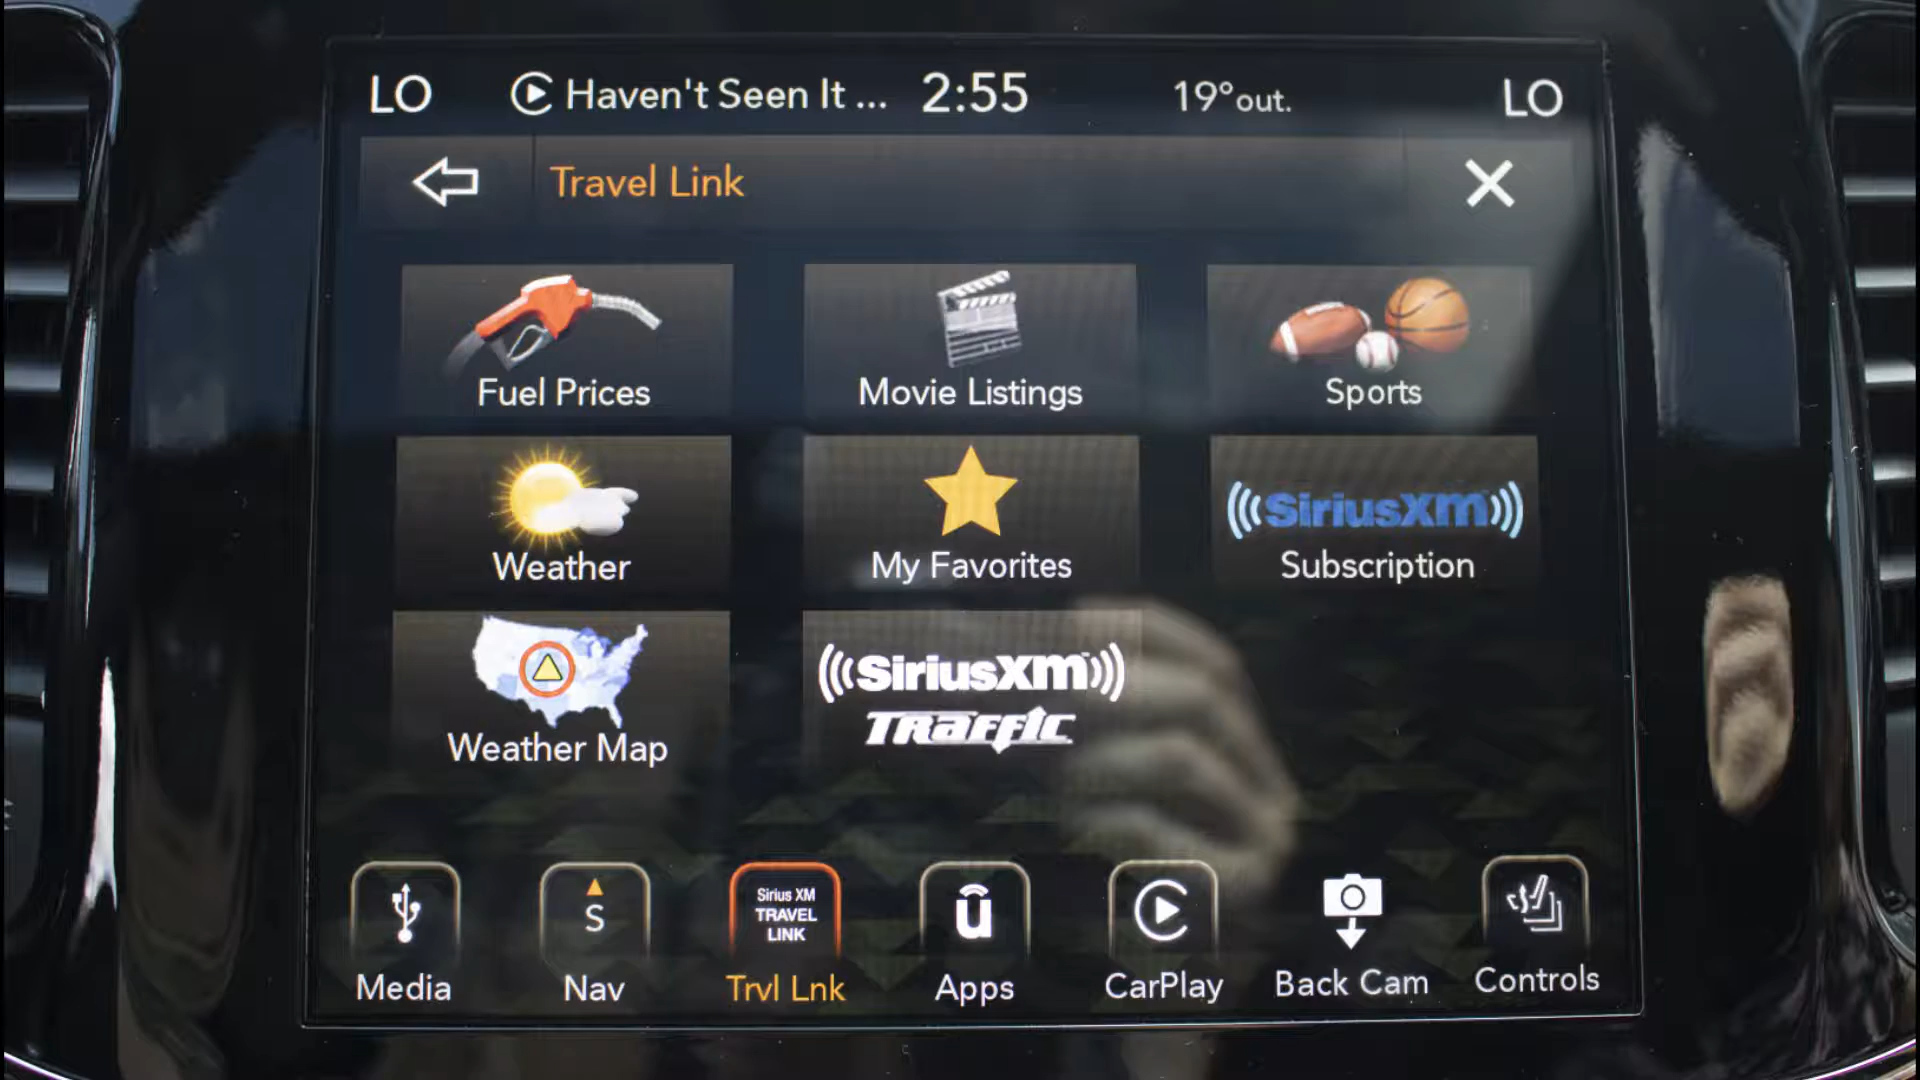 LO
Haven't Seen It ...
2:55
19°out.
LO
Travel Link
Fuel Prices
Movie Listings
Sports
Weather
My Favorites
SiriusXM
Subscription
Weather Map
SiriusXM
TRAFFIC
S
Sirius XM
TRAVEL
LINK
u
Media
Nav
Trvl Lnk
Apps
CarPlay
Back Cam
Controls